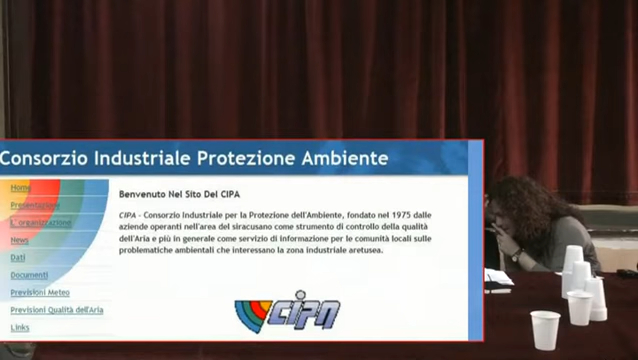 Consorzio Industriale Protezione Ambiente
Home
Presentazione
L'organizzazione
News
Dati
Documenti
Previsioni Meteo
Previsioni Qualità dell'Aria
Links
Benvenuto Nel Sito Del CIPA
CIPA - Consorzio Industriale per la Protezione dell'Ambiente, fondato nel 1975 dalle
aziende operanti nell'area del siracusano come strumento di controllo della qualità
dell'Aria e più in generale come servizio di informazione per le comunità locali sulle
problematiche ambientali che interessano la zona industriale aretusea.
cipa